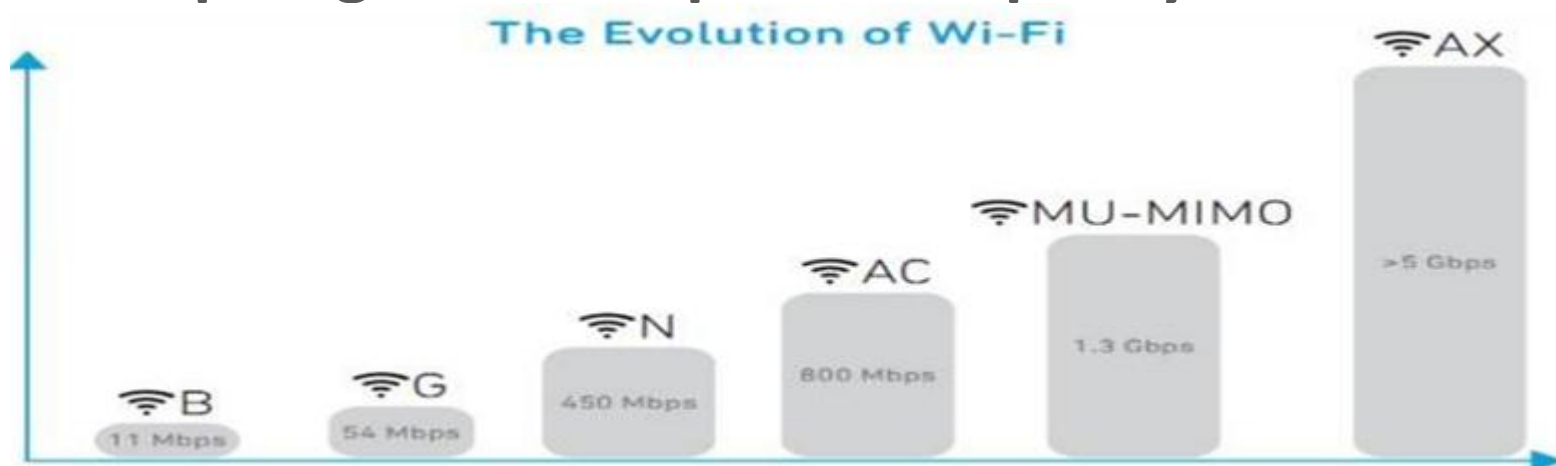 The Evolution of Wi-Fi
AX
MU-MIMO
>5 Gbps
AC
N
1.3 Gbps
800 Mbps
G
450 Mbps
B
54 Mbps
11 Mbps